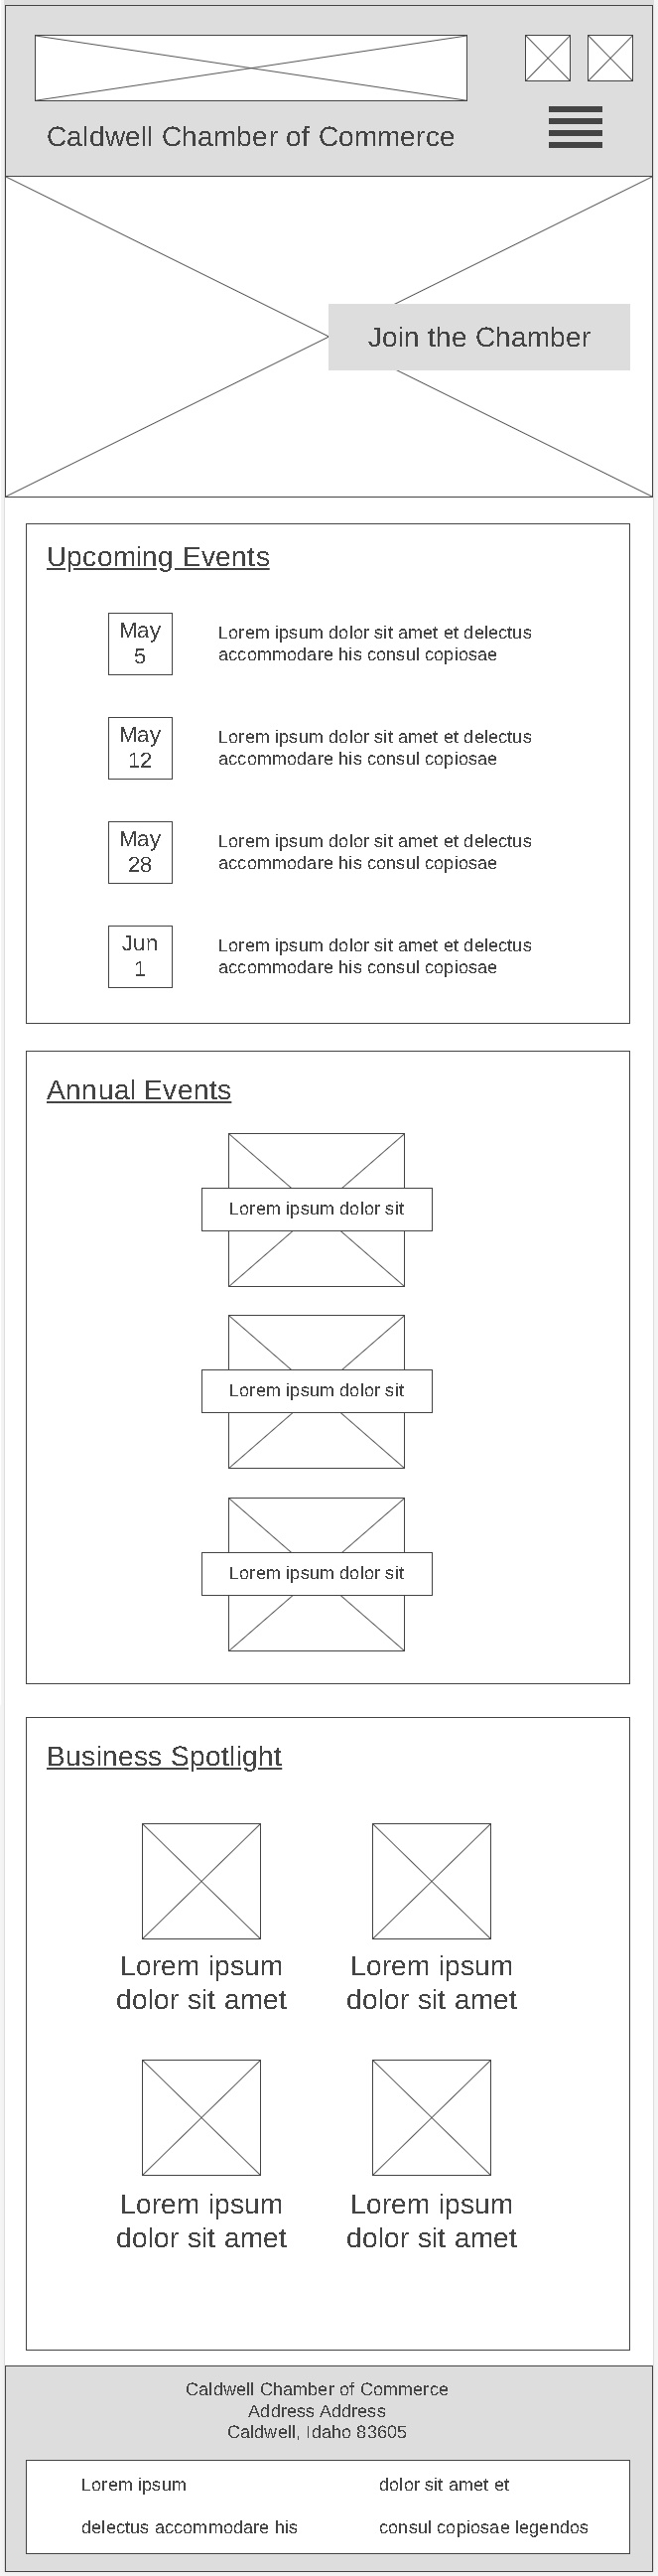 Caldwell Chamber of Commerce
Join the Chamber
Upcoming Events
May
5
Lorem ipsum dolor sit amet et delectus
accommodare his consul copiosae
May
12
Lorem ipsum dolor sit amet et delectus
accommodare his consul copiosae
May
28
Lorem ipsum dolor sit amet et delectus
accommodare his consul copiosae
Jun
1
Lorem ipsum dolor sit amet et delectus
accommodare his consul copiosae
Annual Events
Lorem ipsum dolor sit
Lorem ipsum dolor sit
Lorem ipsum dolor sit
Business Spotlight
Lorem ipsum
dolor sit amet
Lorem ipsum
dolor sit amet
Lorem ipsum
dolor sit amet
Lorem ipsum
dolor sit amet
Caldwell Chamber of Commerce
Address Address
Caldwell, Idaho 83605
Lorem ipsum
dolor sit amet et
delectus accommodare his
consul copiosae legendos